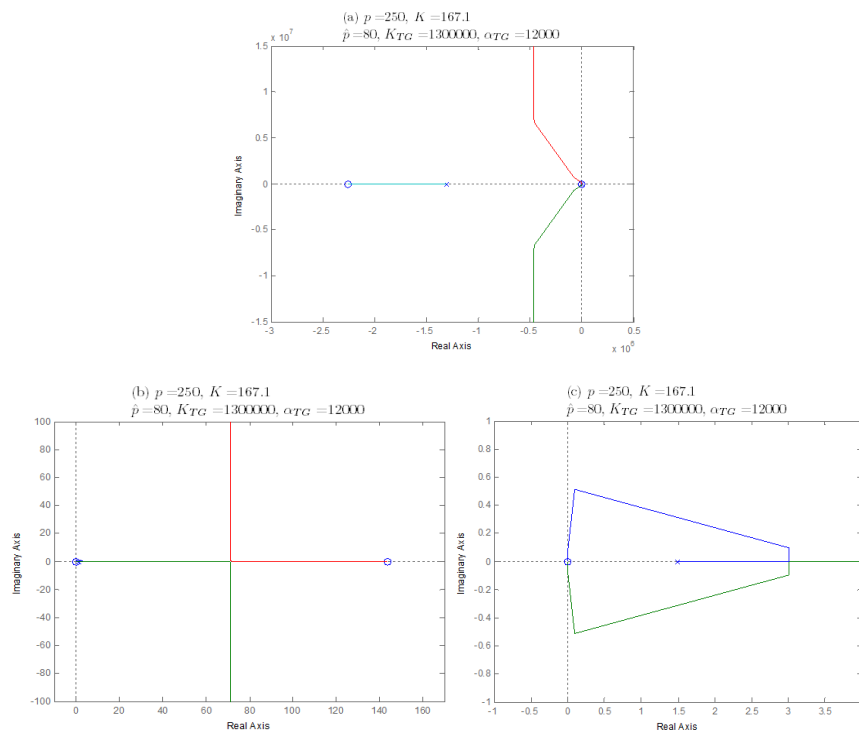 (a) p =250, K =167.1
p̂ =80, K_TG =1300000, α_TG =12000
x 10^7
1.5
1
0.5
0
-0.5
-1
-1.5
Imaginary Axis
-3 -2.5 -2 -1.5 -1 -0.5 0 0.5
Real Axis
x 10^6
(b) p =250, K =167.1
p̂ =80, K_TG =1300000, α_TG =12000
100
80
60
40
20
0
-20
-40
-60
-80
-100
Imaginary Axis
0 20 40 60 80 100 120 140 160
Real Axis
(c) p =250, K =167.1
p̂ =80, K_TG =1300000, α_TG =12000
1
0.8
0.6
0.4
0.2
0
-0.2
-0.4
-0.6
-0.8
-1
Imaginary Axis
-1 -0.5 0 0.5 1 1.5 2 2.5 3 3.5
Real Axis